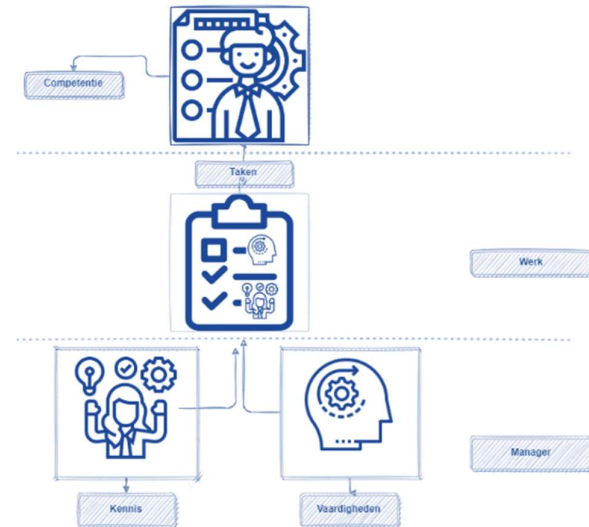 Competentie
Taken
Werk
Manager
Kennis
Vaardigheden